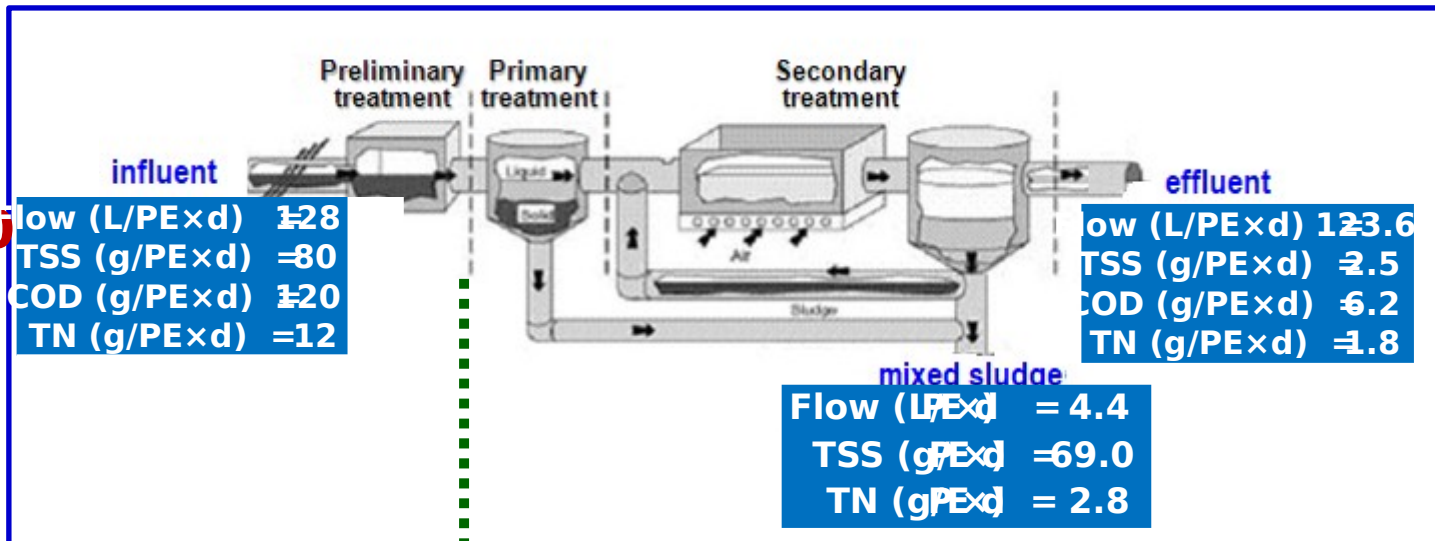 Preliminary treatment
Primary treatment
Secondary treatment
influent
Liquid
Solid
Air
Sludge
effluent
low (L/PE×d) =128
TSS (g/PE×d) =80
COD (g/PE×d) =120
TN (g/PE×d) =12
low (L/PE×d) =123.6
TSS (g/PE×d) =2.5
COD (g/PE×d) =6.2
TN (g/PE×d) =1.8
mixed sludge
Flow (L/PE×d) = 4.4
TSS (g/PE×d) =69.0
TN (g/PE×d) = 2.8